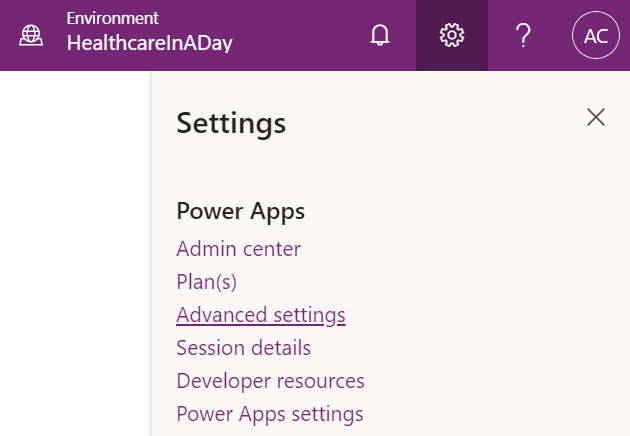 Environment
HealthcareInADay
?
AC
Settings
Power Apps
Admin center
Plan(s)
Advanced settings
Session details
Developer resources
Power Apps settings